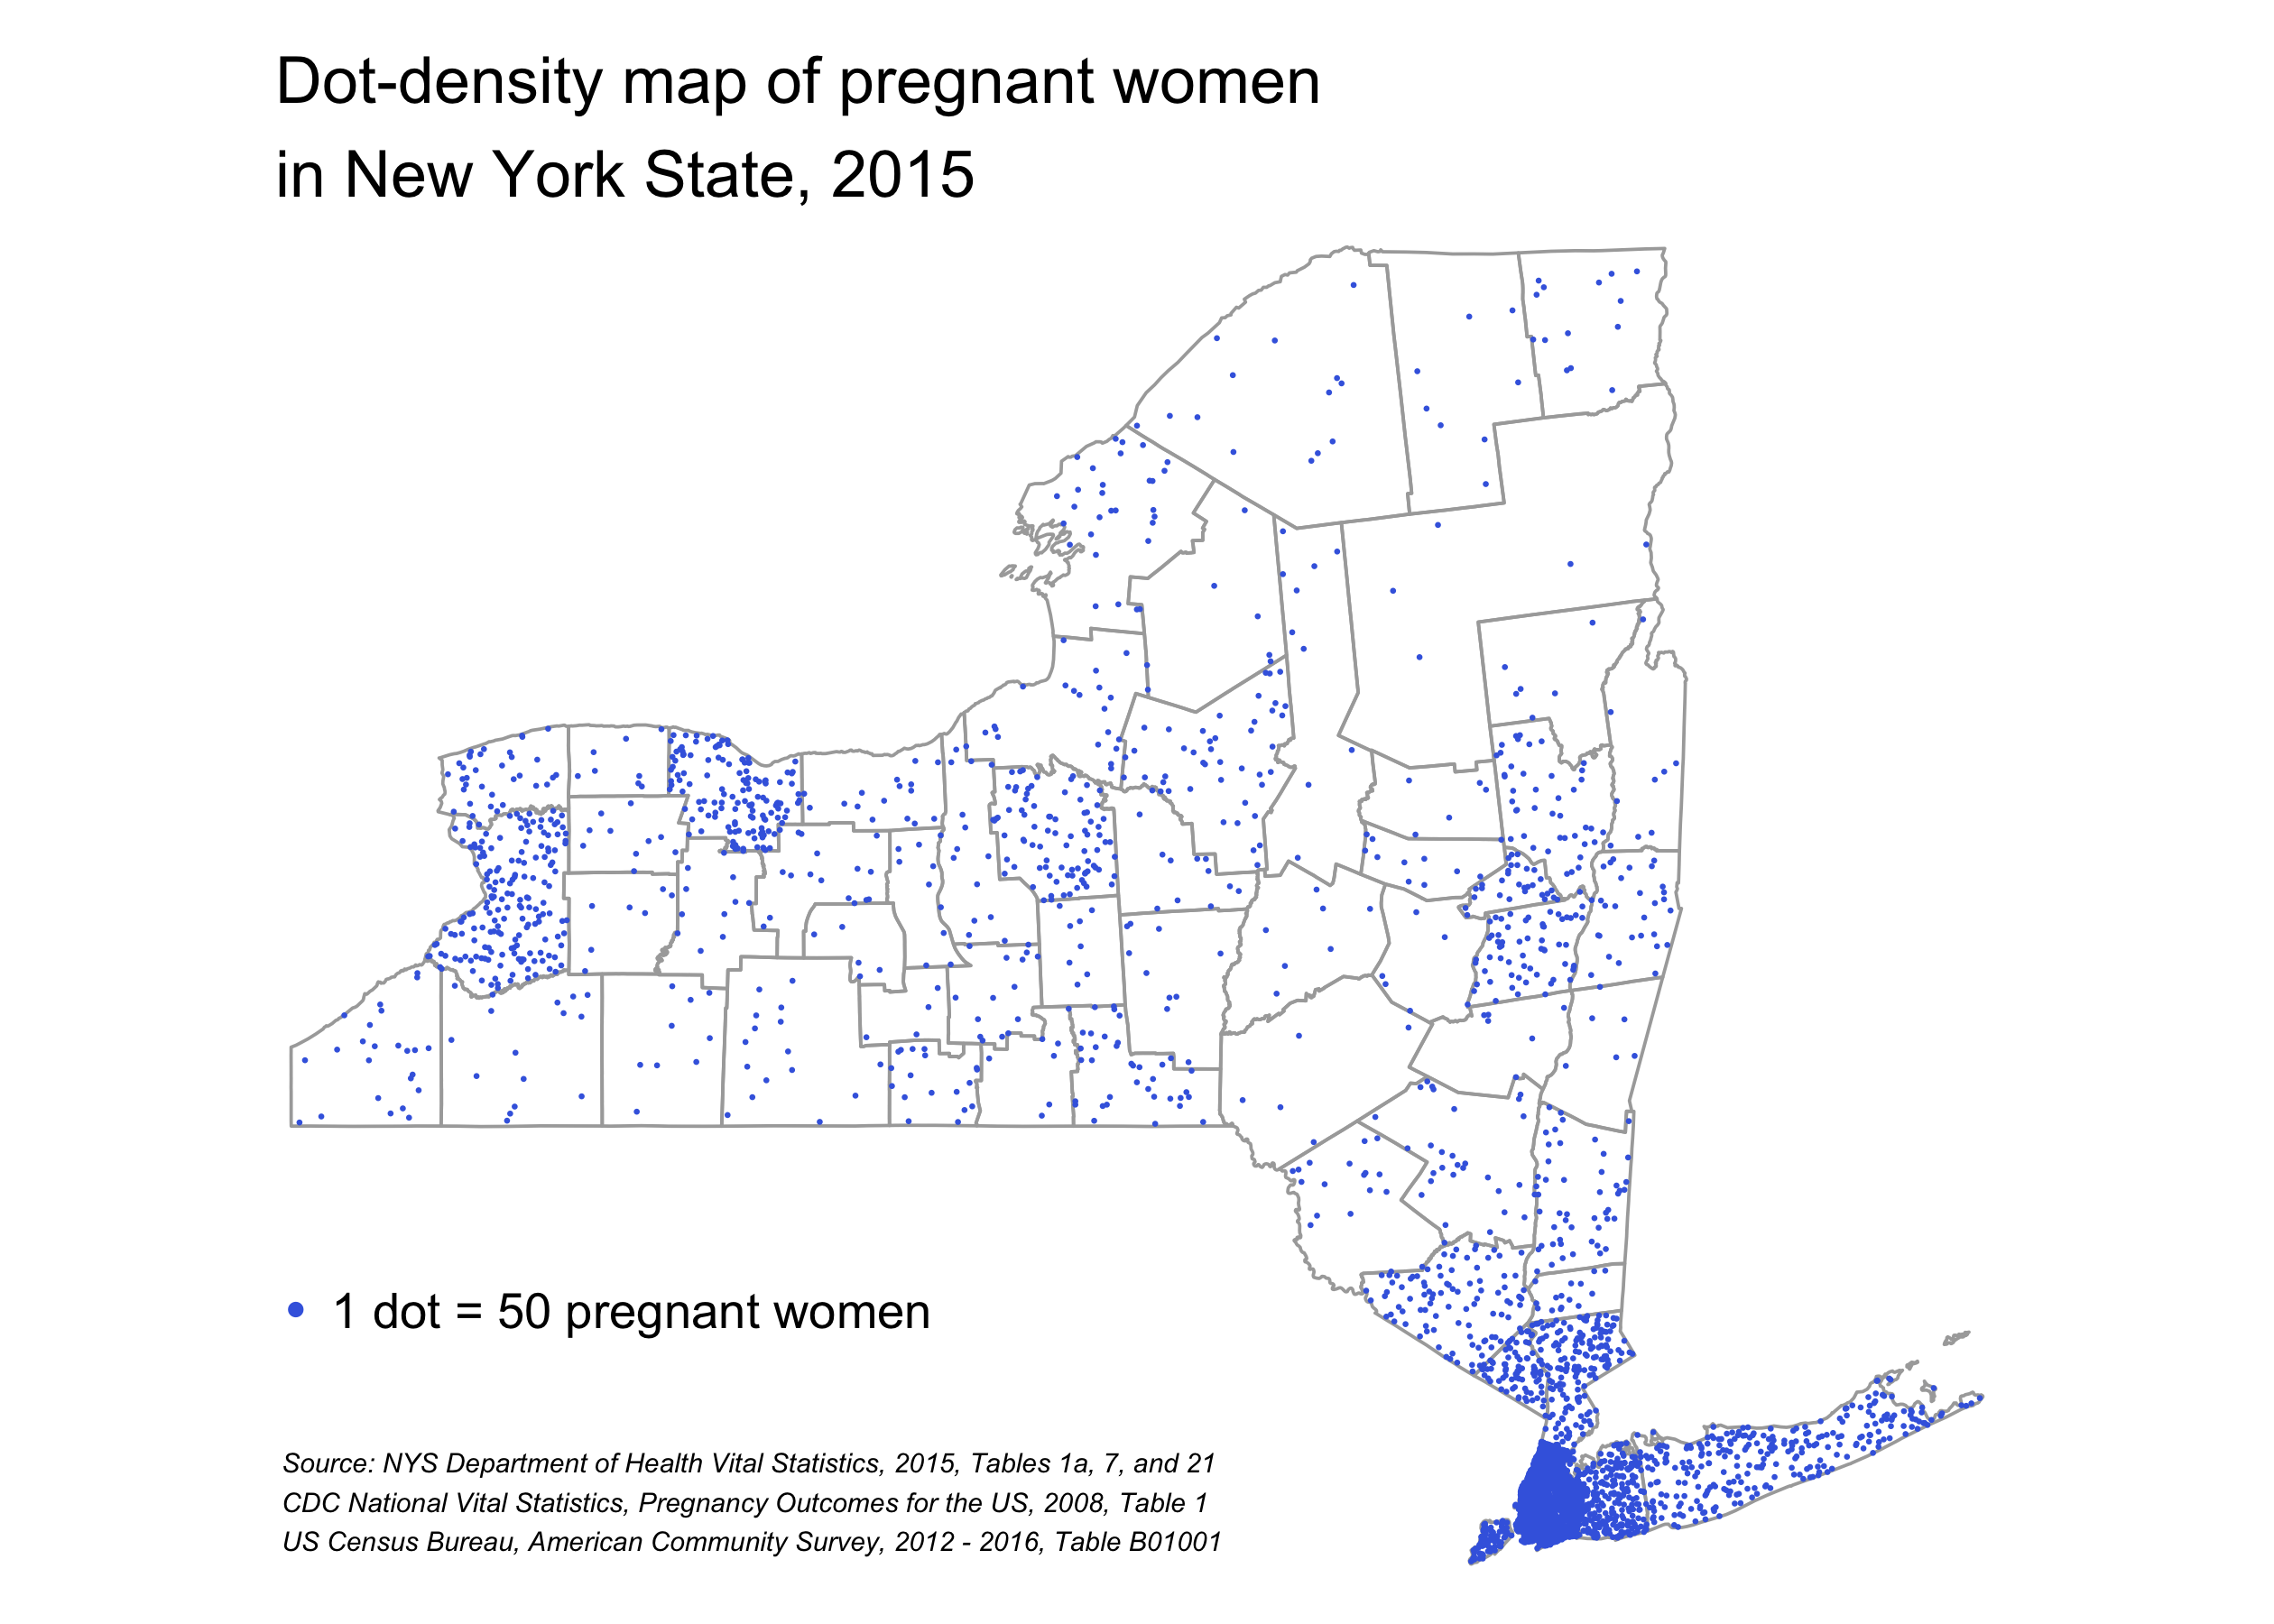 Dot-density map of pregnant women
in New York State, 2015
1 dot = 50 pregnant women
Source: NYS Department of Health Vital Statistics, 2015, Tables 1a, 7, and 21
CDC National Vital Statistics, Pregnancy Outcomes for the US, 2008, Table 1
US Census Bureau, American Community Survey, 2012 - 2016, Table B01001